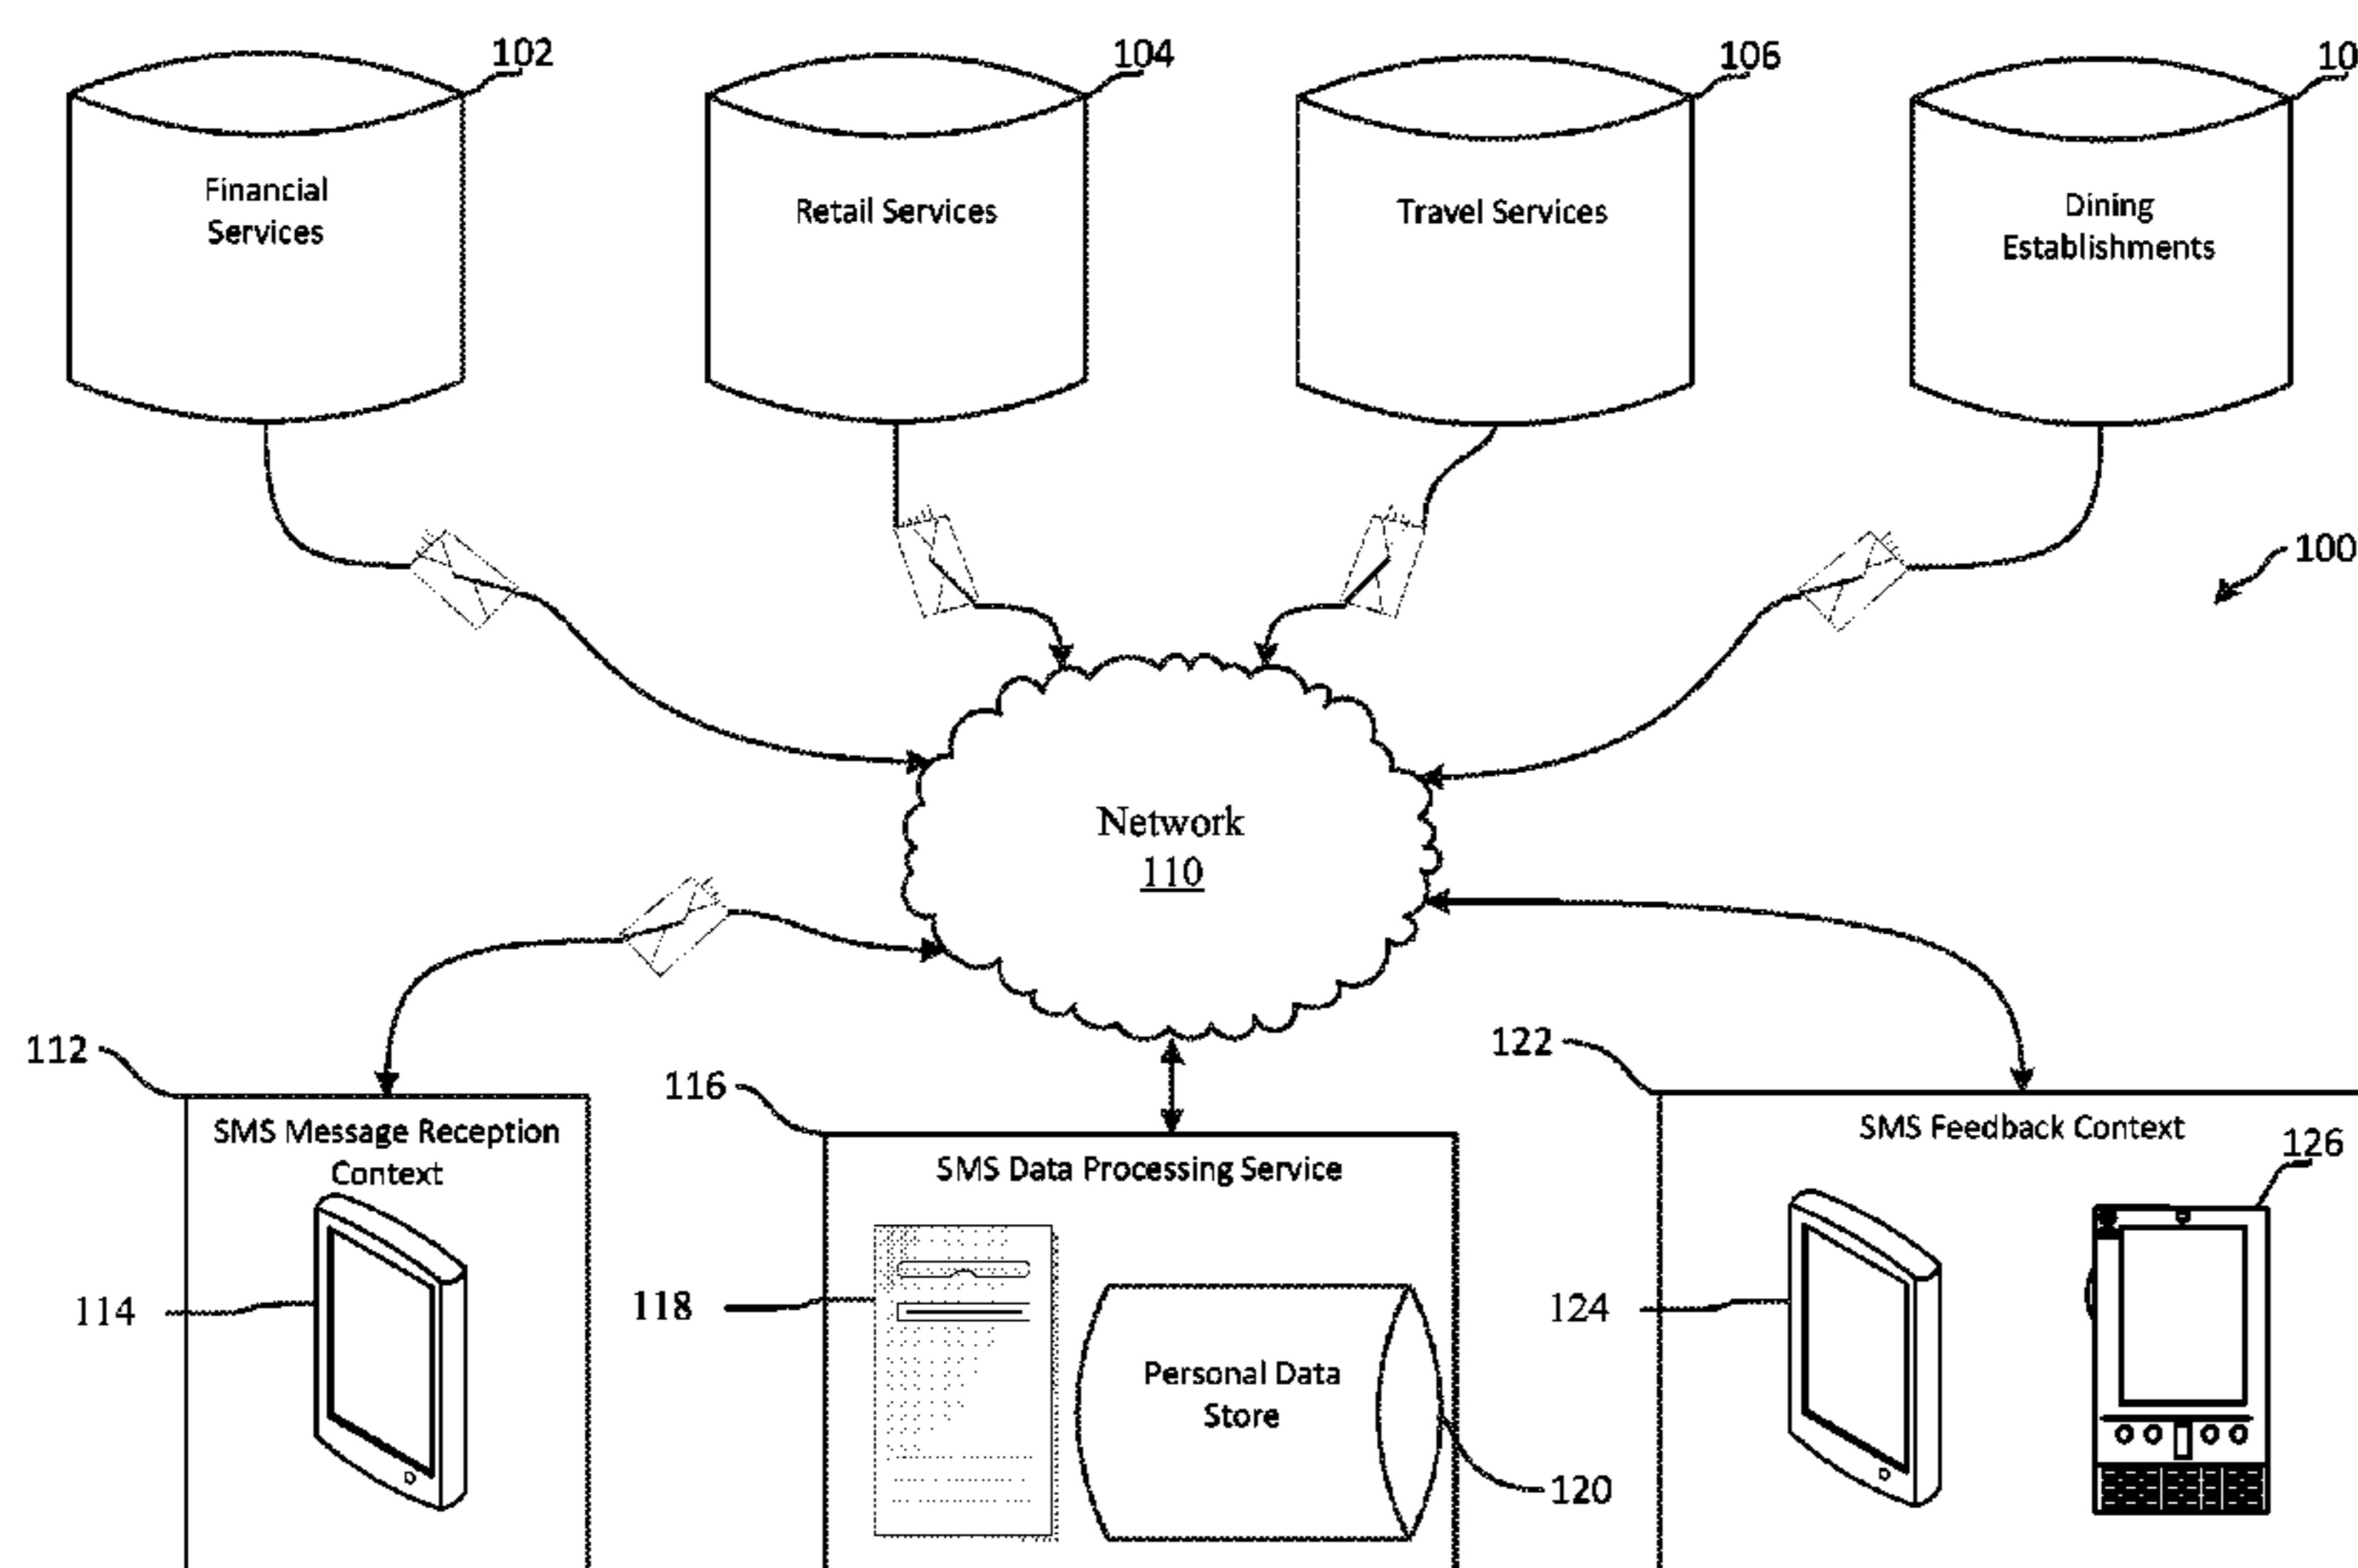 102
104
106
10
Financial
Services
Retail Services
Travel Services
Dining
Establishments
100
Network
110
112
SMS Message Reception
Context
114
116
SMS Data Processing Service
118
Personal Data
Store
120
122
SMS Feedback Context
124
126